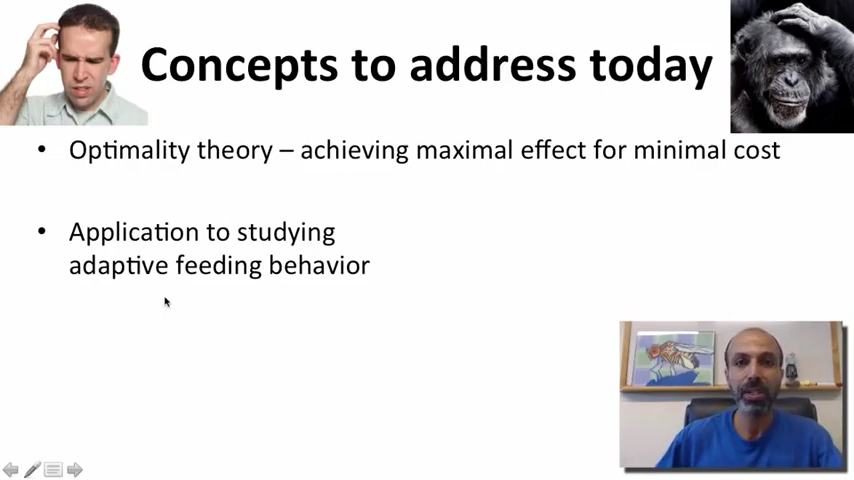 Concepts to address today
• Optimality theory – achieving maximal effect for minimal cost
• Application to studying
adaptive feeding behavior